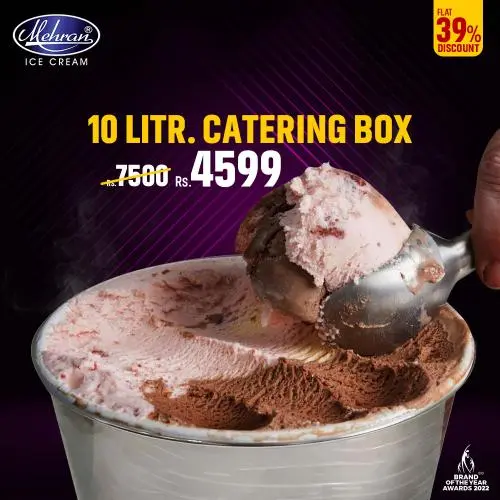 Mehran®
ICE CREAM
FLAT
39%
DISCOUNT
10 LITR. CATERING BOX
Rs.7500 Rs.4599
BRAND
OF THE YEAR
AWARDS 2022